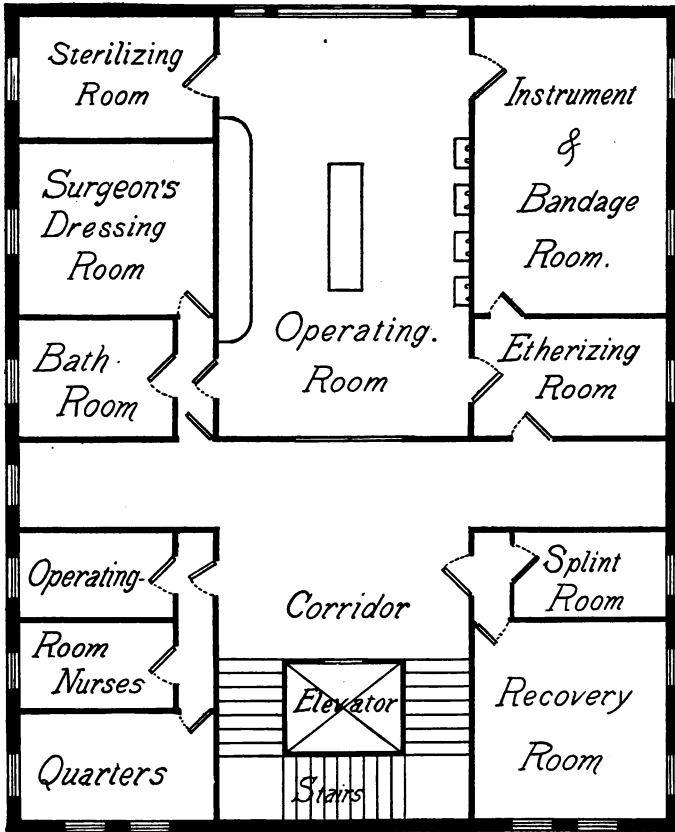 Sterilizing
Room
Instrument
&
Bandage
Room.
Surgeon's
Dressing
Room
Operating.
Room
Bath
Room
Etherizing
Room
Operating-
Room
Nurses
Quarters
Corridor
Splint
Room
Elevator
Stairs
Recovery
Room